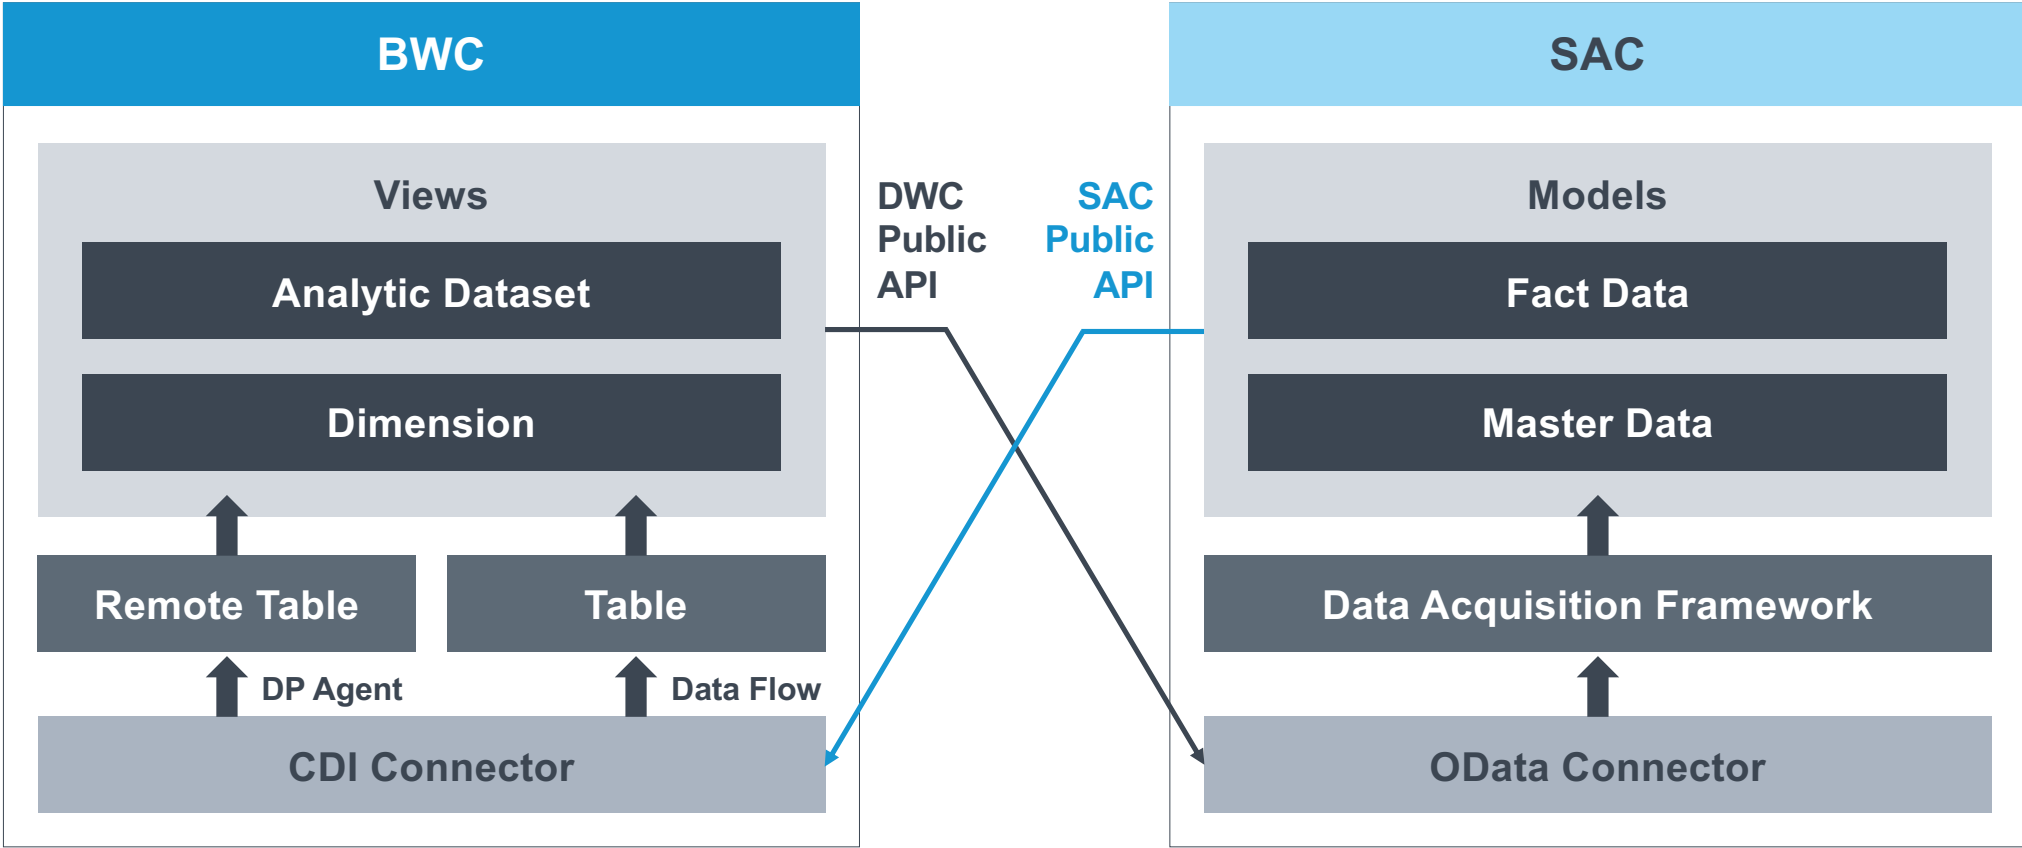 BWC
Views
Analytic Dataset
Dimension
Remote Table
Table
DP Agent
Data Flow
CDI Connector
DWC
Public
API
SAC
Public
API
SAC
Models
Fact Data
Master Data
Data Acquisition Framework
OData Connector